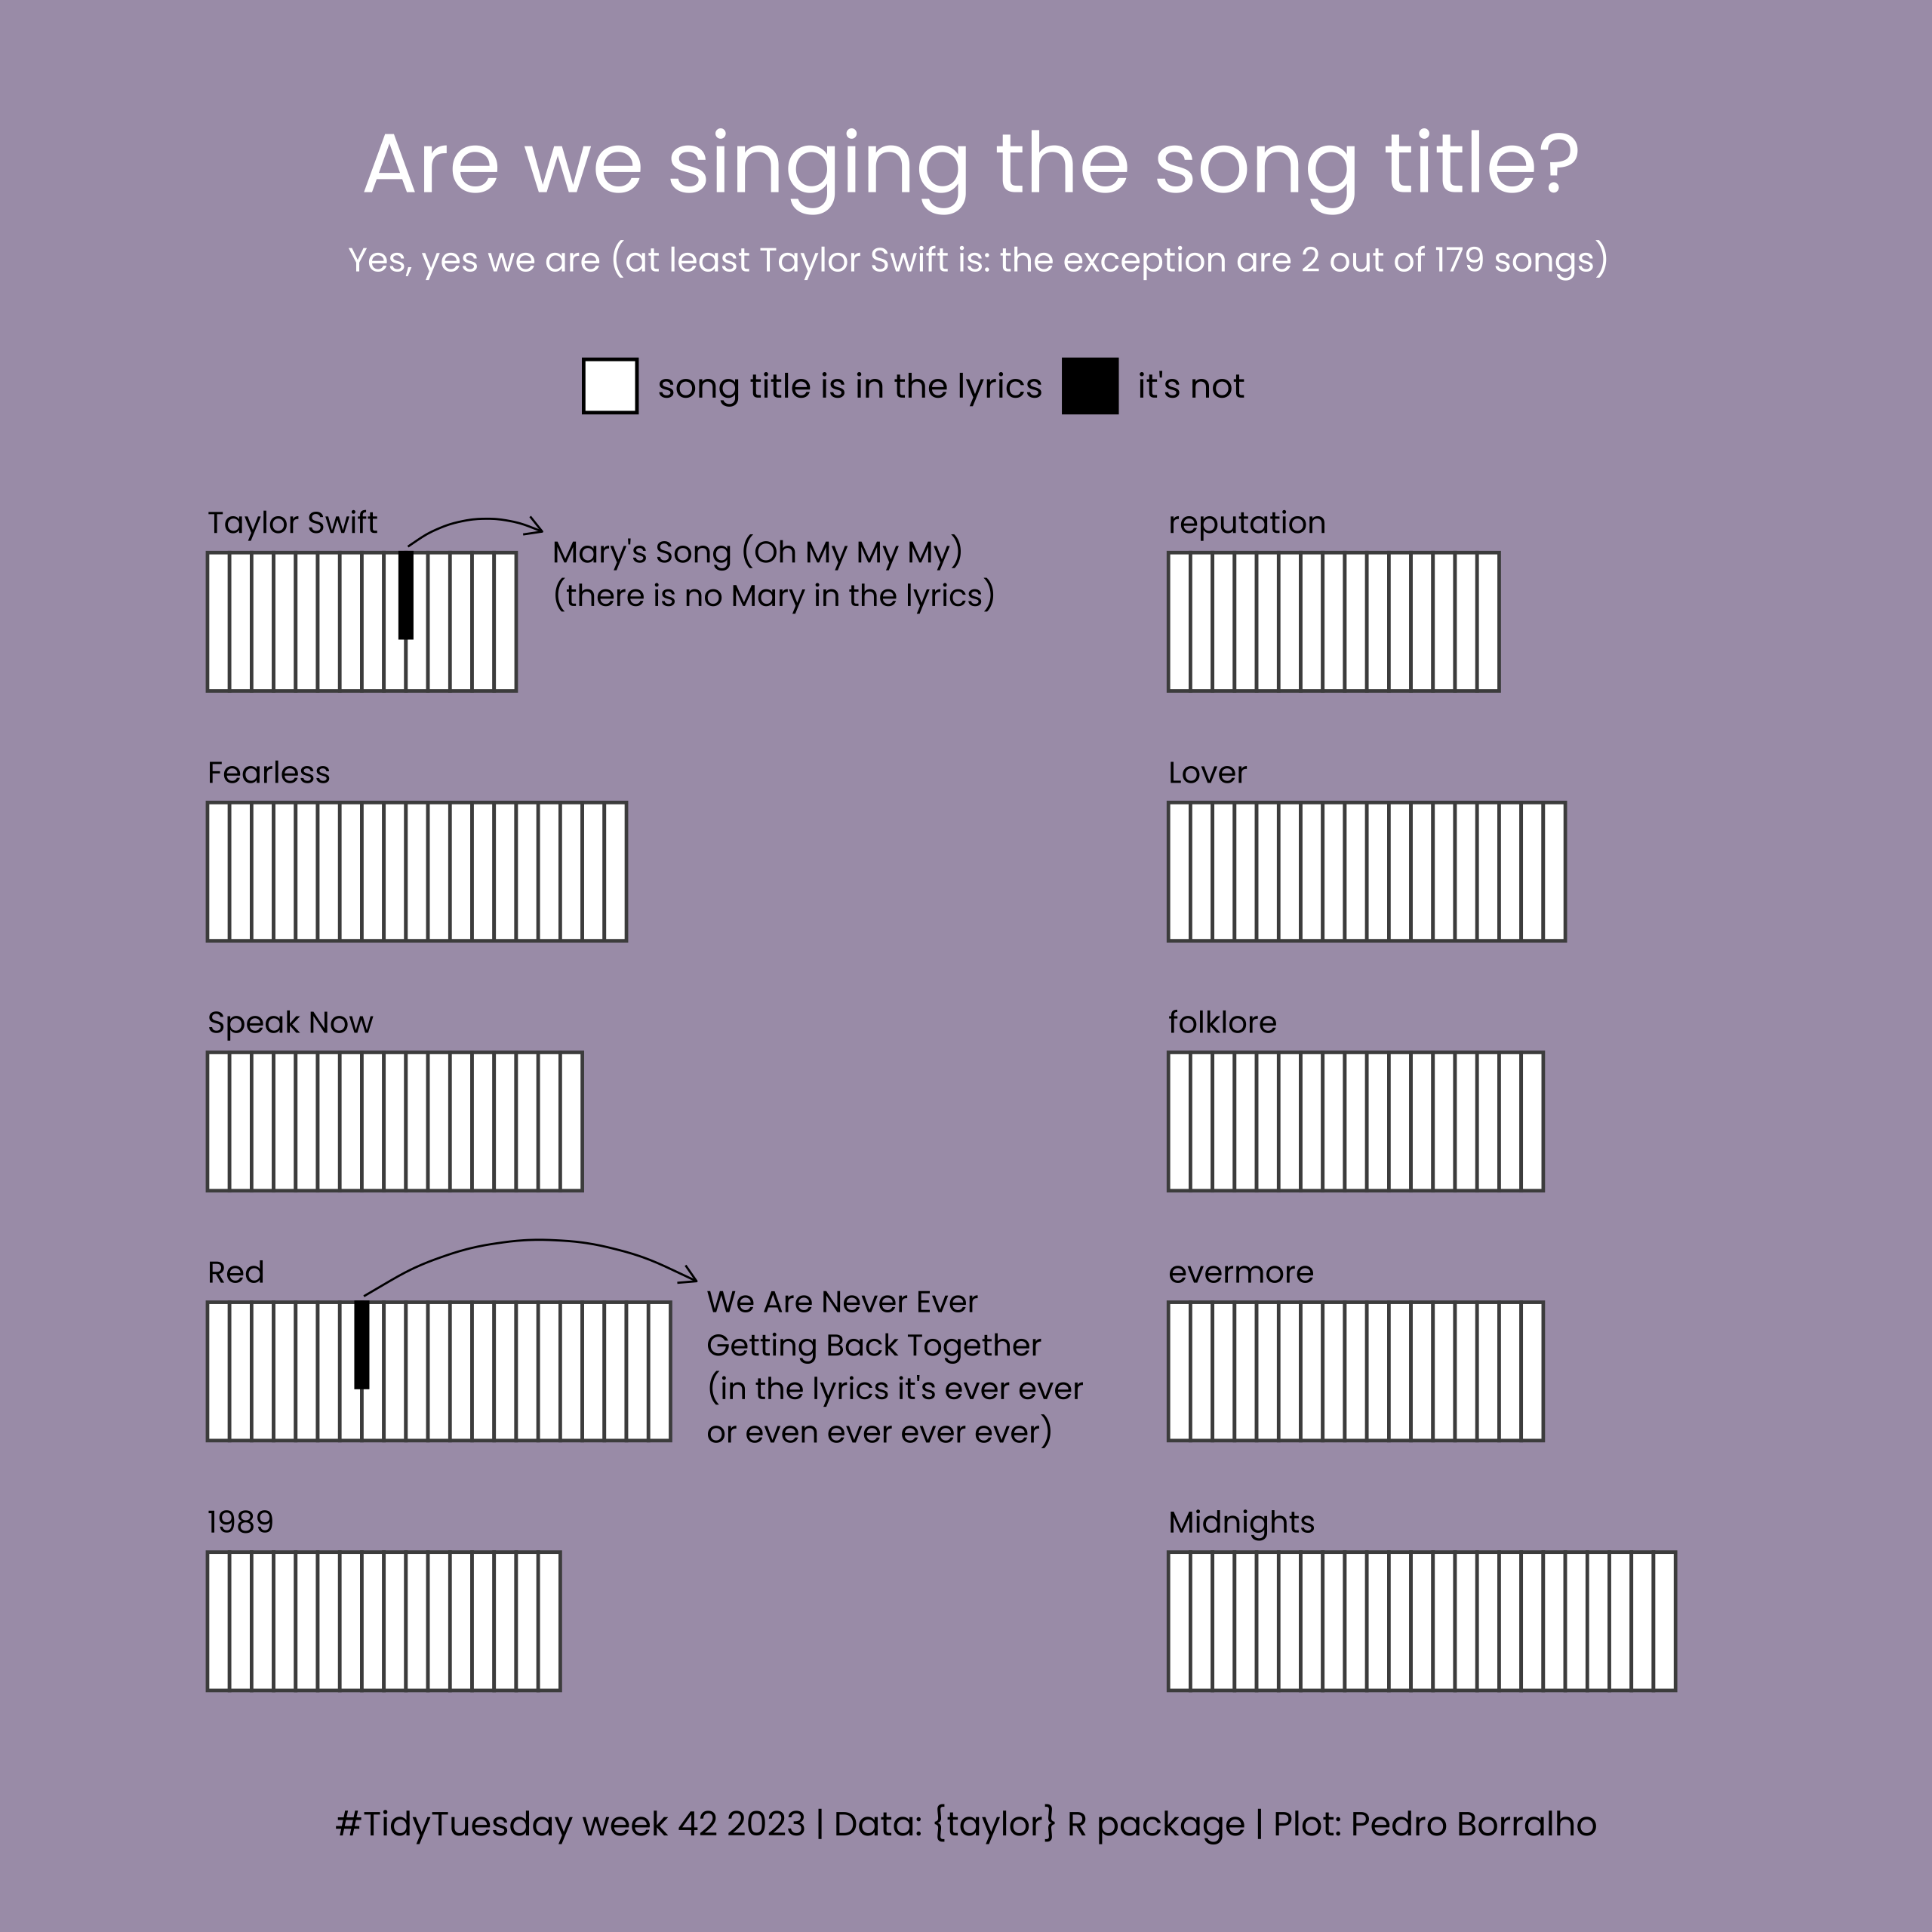 Are we singing the song title?
Yes, yes we are (at least Taylor Swift is: the exception are 2 out of 179 songs)
song title is in the lyrics
it's not
Taylor Swift
Mary's Song (Oh My My My)
(there is no Mary in the lyrics)
Fearless
Speak Now
Red
We Are Never Ever
Getting Back Together
(in the lyrics it's ever ever ever
or even ever ever ever ever)
1989
reputation
Lover
folklore
evermore
Midnights
#TidyTuesday week 42 2023 | Data: {taylor} R package | Plot: Pedro Borralho